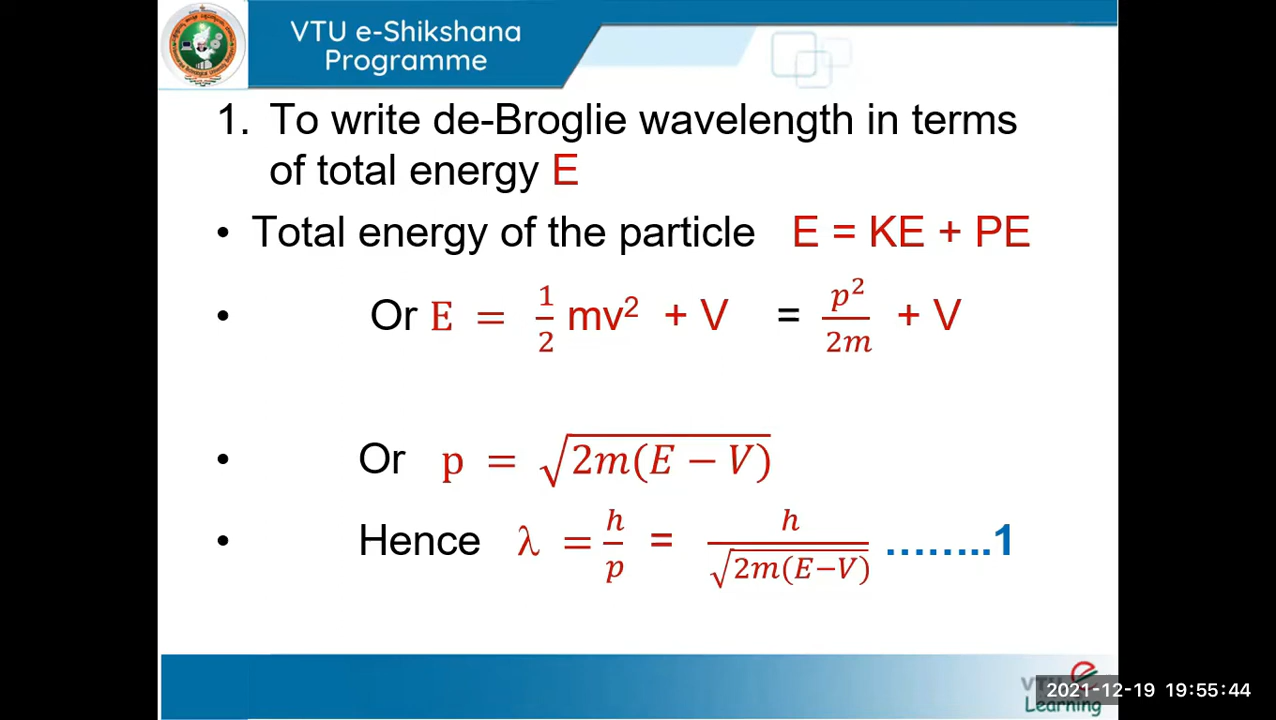 VTU e-Shikshana
Programme
1. To write de-Broglie wavelength in terms
of total energy E
• Total energy of the particle E = KE + PE
• Or E = 1/2 mv² + V = p²/2m + V
• Or p = √(2m(E − V))
• Hence λ = h/p = h/√(2m(E−V)) ……..1
VTU e
Learning
2021-12-19 19:55:44